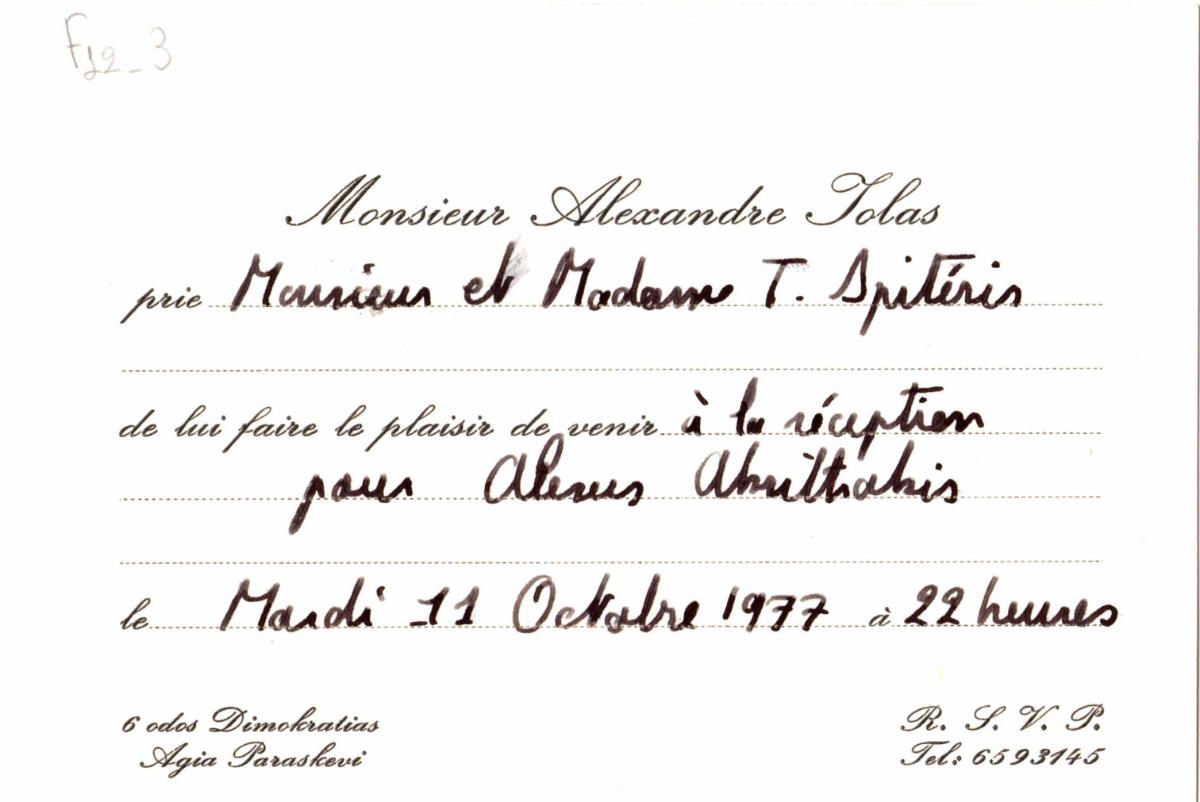 F12_3
Monsieur Alexandre Iolas
prie Monsieur et Madame T. Spitéris
de lui faire le plaisir de venir à la réception
pour Alexis Akrithakis
le Mardi 11 Octobre 1977 à 22 heures
6 odos Dimokratias
Agia Paraskevi
R. S. V. P.
Tel: 6593145